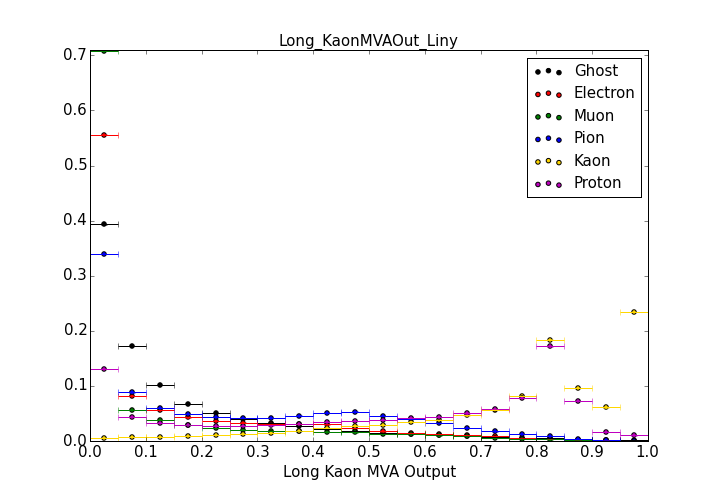 Long_KaonMVAOut_Liny
0.7
0.6
0.5
0.4
0.3
0.2
0.1
0.0
Ghost
Electron
Muon
Pion
Kaon
Proton
0.0 0.1 0.2 0.3 0.4 0.5 0.6 0.7 0.8 0.9 1.0
Long Kaon MVA Output